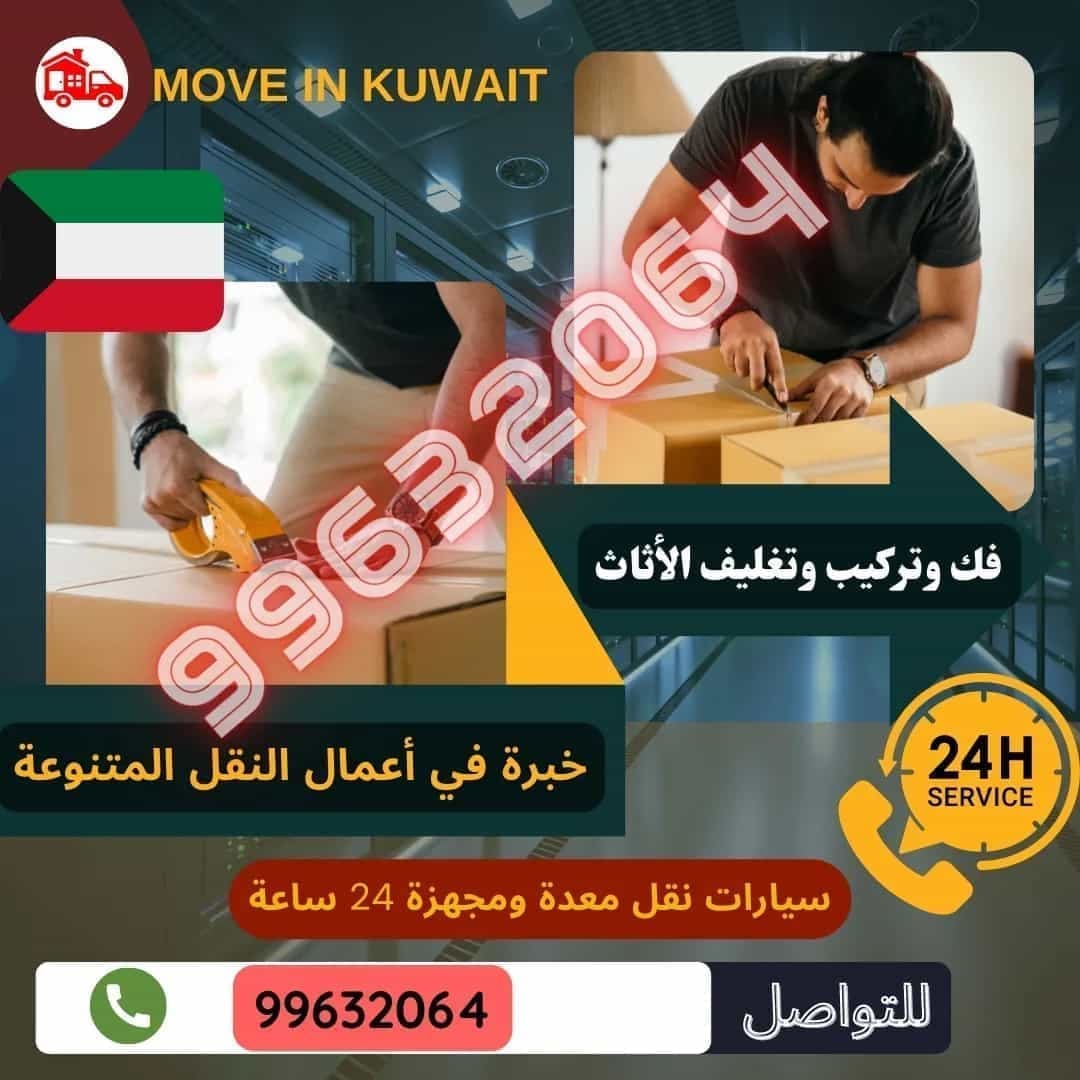 MOVE IN KUWAIT
99632064
فك وتركيب وتغليف الأثاث
خبرة في أعمال النقل المتنوعة
24H
SERVICE
سيارات نقل معدة ومجهزة 24 ساعة
للتواصل
99632064